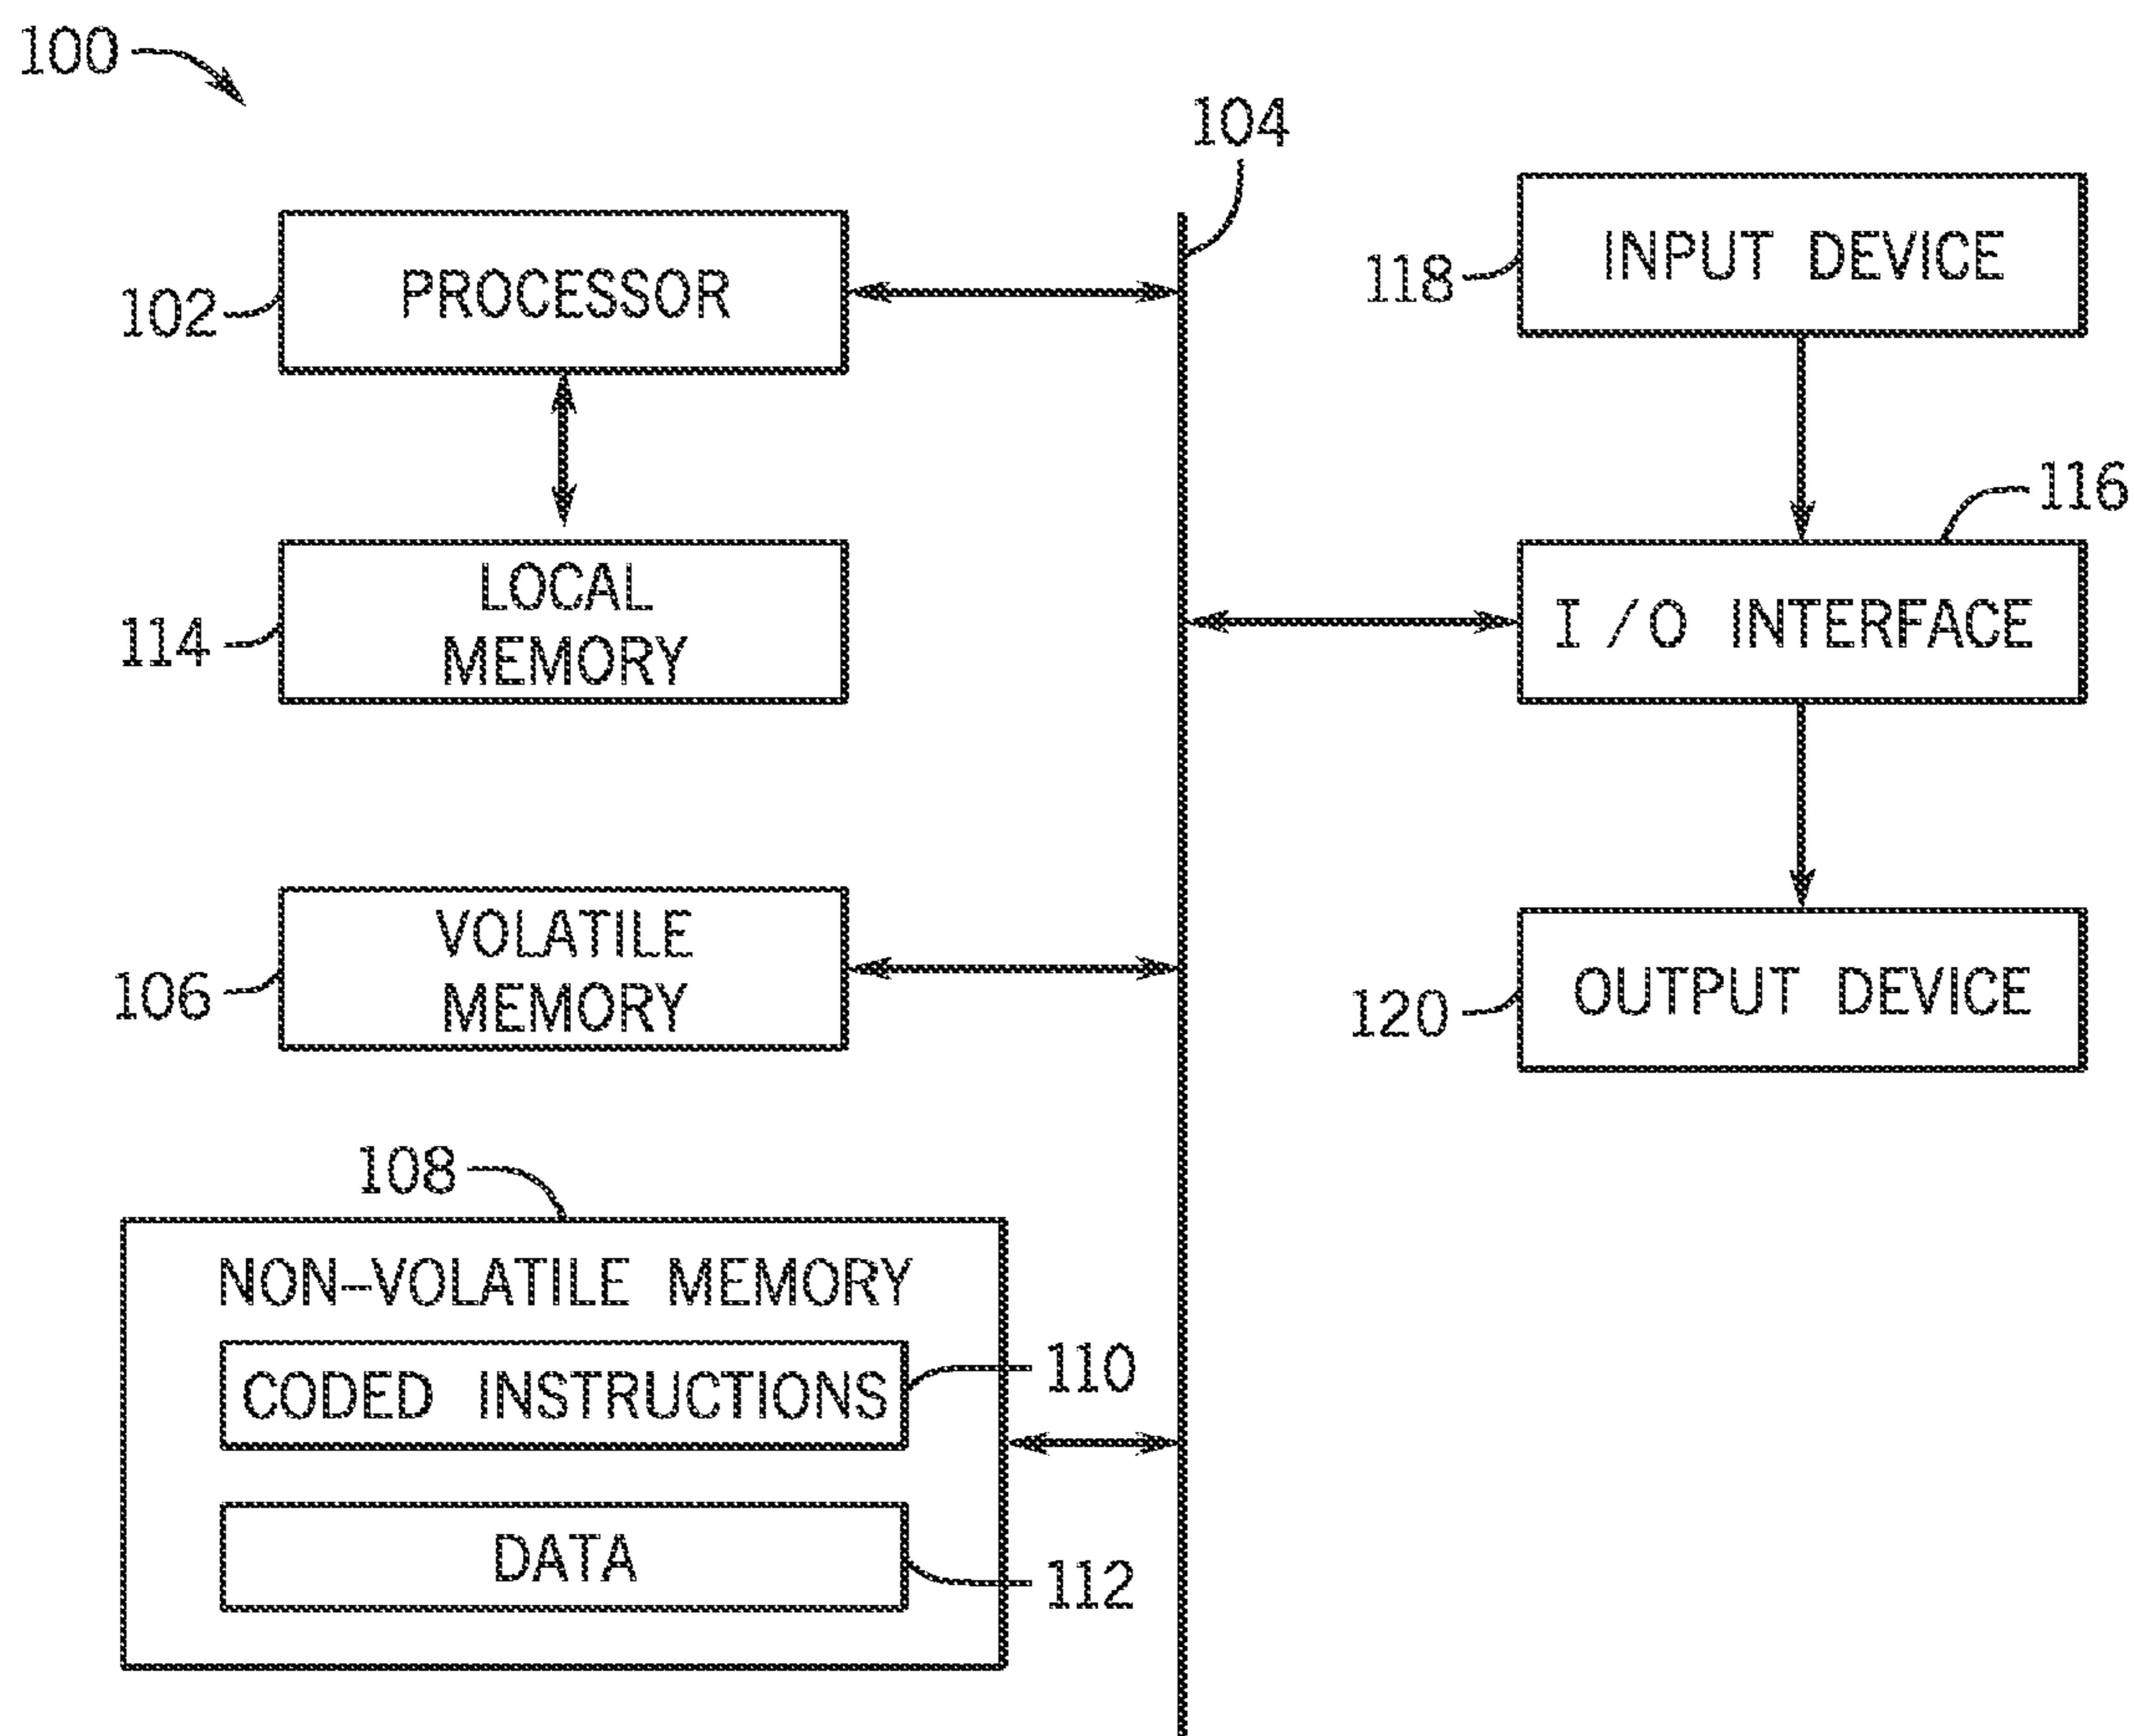 100
104
PROCESSOR
102
INPUT DEVICE
118
LOCAL
MEMORY
114
I/O INTERFACE
116
VOLATILE
MEMORY
106
OUTPUT DEVICE
120
108
NON-VOLATILE MEMORY
CODED INSTRUCTIONS
110
DATA
112